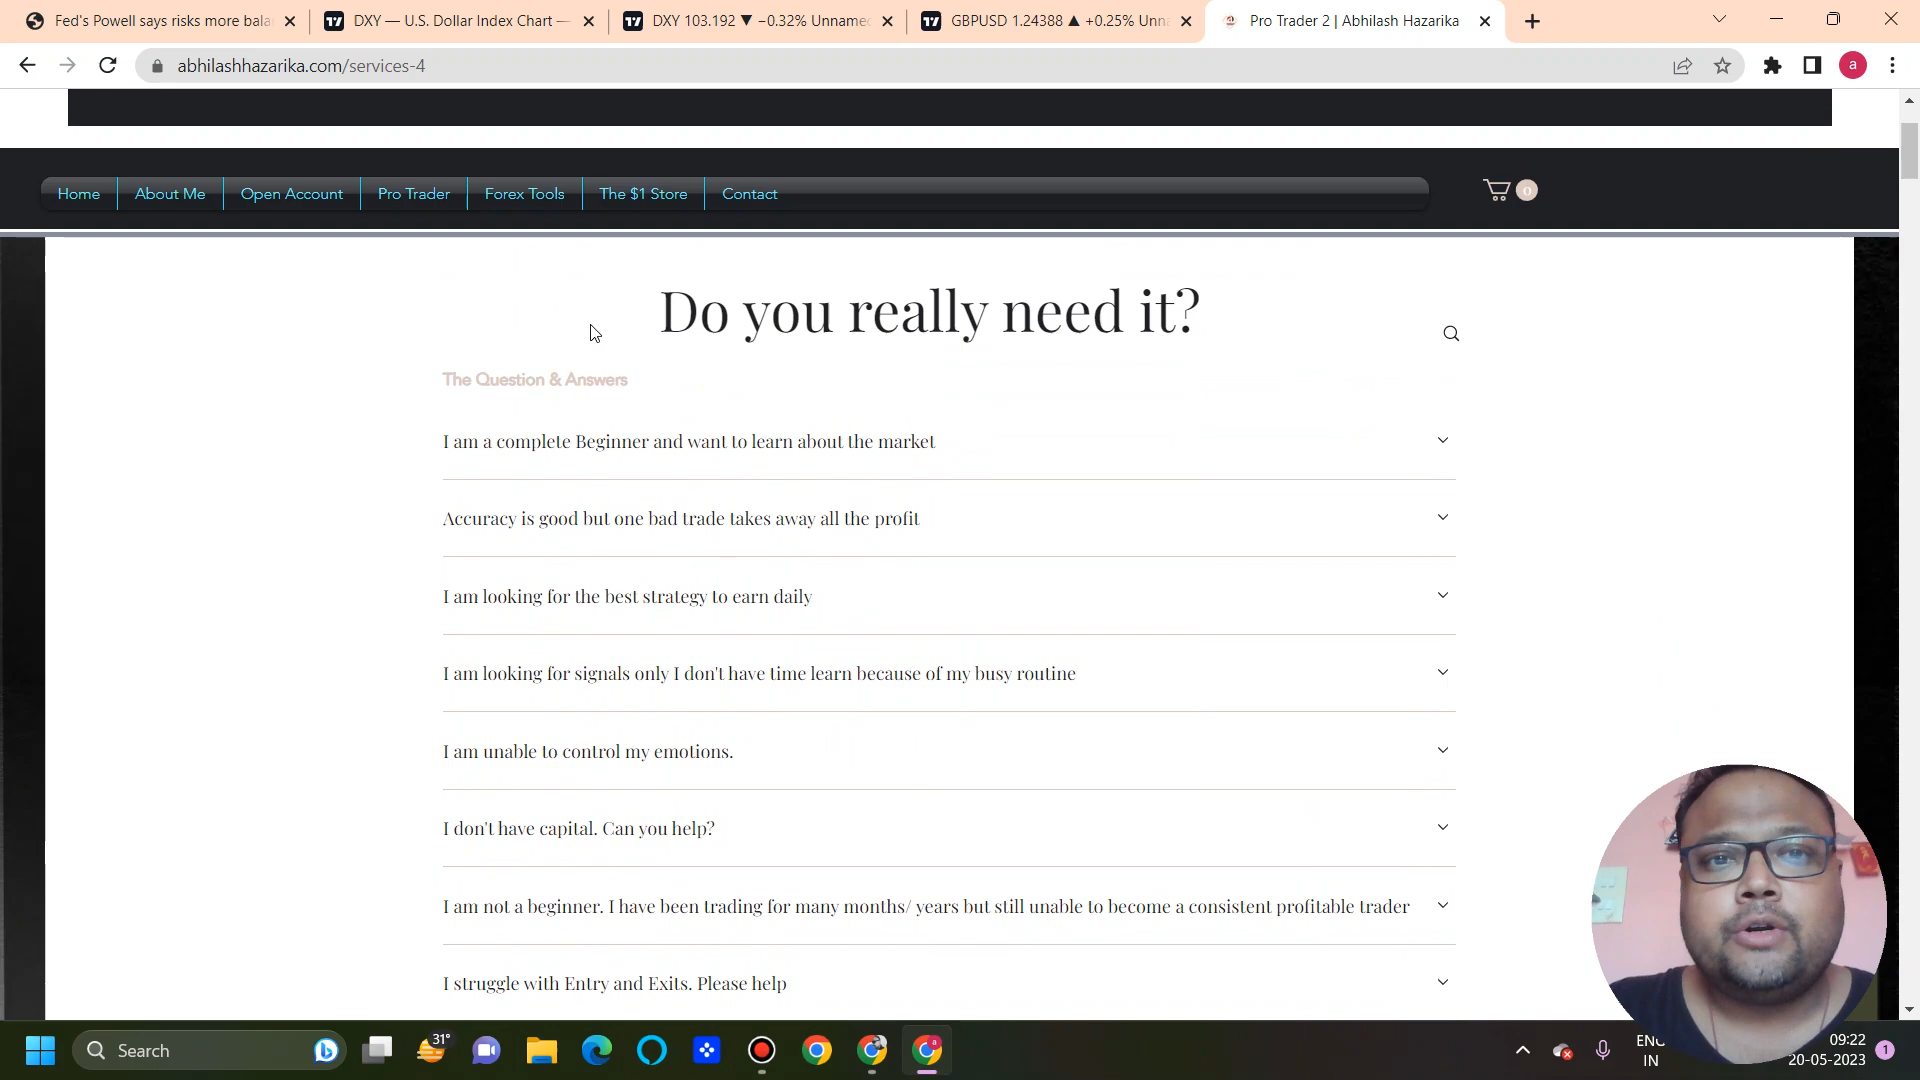 Fed's Powell says risks more bala
DXY — U.S. Dollar Index Chart —
DXY 103.192 ▼ −0.32% Unname
GBPUSD 1.24388 ▲ +0.25% Unn
Pro Trader 2 | Abhilash Hazarika
abhilashhazarika.com/services-4
a
Home
About Me
Open Account
Pro Trader
Forex Tools
The $1 Store
Contact
0
Do you really need it?
The Question & Answers
I am a complete Beginner and want to learn about the market
Accuracy is good but one bad trade takes away all the profit
I am looking for the best strategy to earn daily
I am looking for signals only I don't have time learn because of my busy routine
I am unable to control my emotions.
I don't have capital. Can you help?
I am not a beginner. I have been trading for many months/ years but still unable to become a consistent profitable trader
I struggle with Entry and Exits. Please help
Search
31°
ENG
IN
09:22
20-05-2023
1